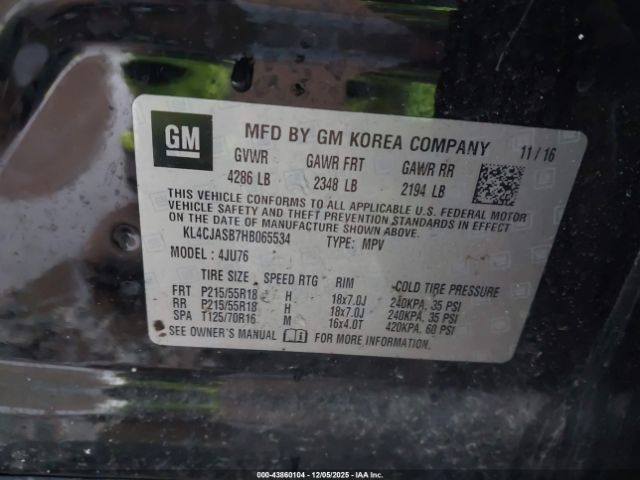 GM MFD BY GM KOREA COMPANY 11/16
GVWR GAWR FRT GAWR RR
4286 LB 2348 LB 2194 LB
THIS VEHICLE CONFORMS TO ALL APPLICABLE U.S. FEDERAL MOTOR
VEHICLE SAFETY AND THEFT PREVENTION STANDARDS IN EFFECT
ON THE DATE OF MANUFACTURE SHOWN ABOVE.
KL4CJASB7HB065534 TYPE: MPV
MODEL : 4JU76
TIRE SIZE SPEED RTG RIM COLD TIRE PRESSURE
FRT P215/55R18 H 18x7.0J 240KPA, 35 PSI
RR P215/55R18 H 18x7.0J 240KPA, 35 PSI
SPA T125/70R16 M 16x4.0T 420KPA, 60 PSI
SEE OWNER'S MANUAL FOR MORE INFORMATION.
000-43860104 - 12/05/2025 - IAA Inc.